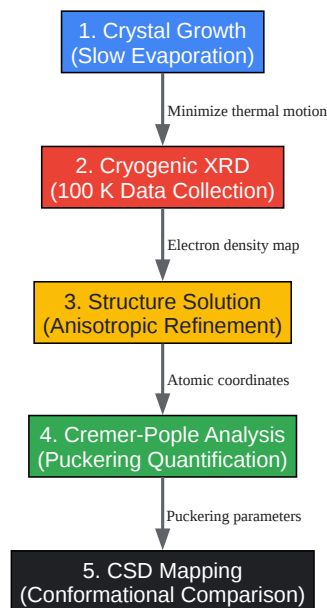 1. Crystal Growth
(Slow Evaporation)
Minimize thermal motion
2. Cryogenic XRD
(100 K Data Collection)
Electron density map
3. Structure Solution
(Anisotropic Refinement)
Atomic coordinates
4. Cremer-Pople Analysis
(Puckering Quantification)
Puckering parameters
5. CSD Mapping
(Conformational Comparison)